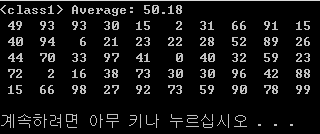 <class1> Average: 50.18
49 93 93 30 15 2 31 66 91 15
40 94 6 21 23 22 28 52 89 26
44 70 33 97 41 0 40 32 59 23
72 2 16 38 73 30 30 96 42 88
15 66 98 27 92 73 59 90 78 99
계속하려면 아무 키나 누르십시오 . . .